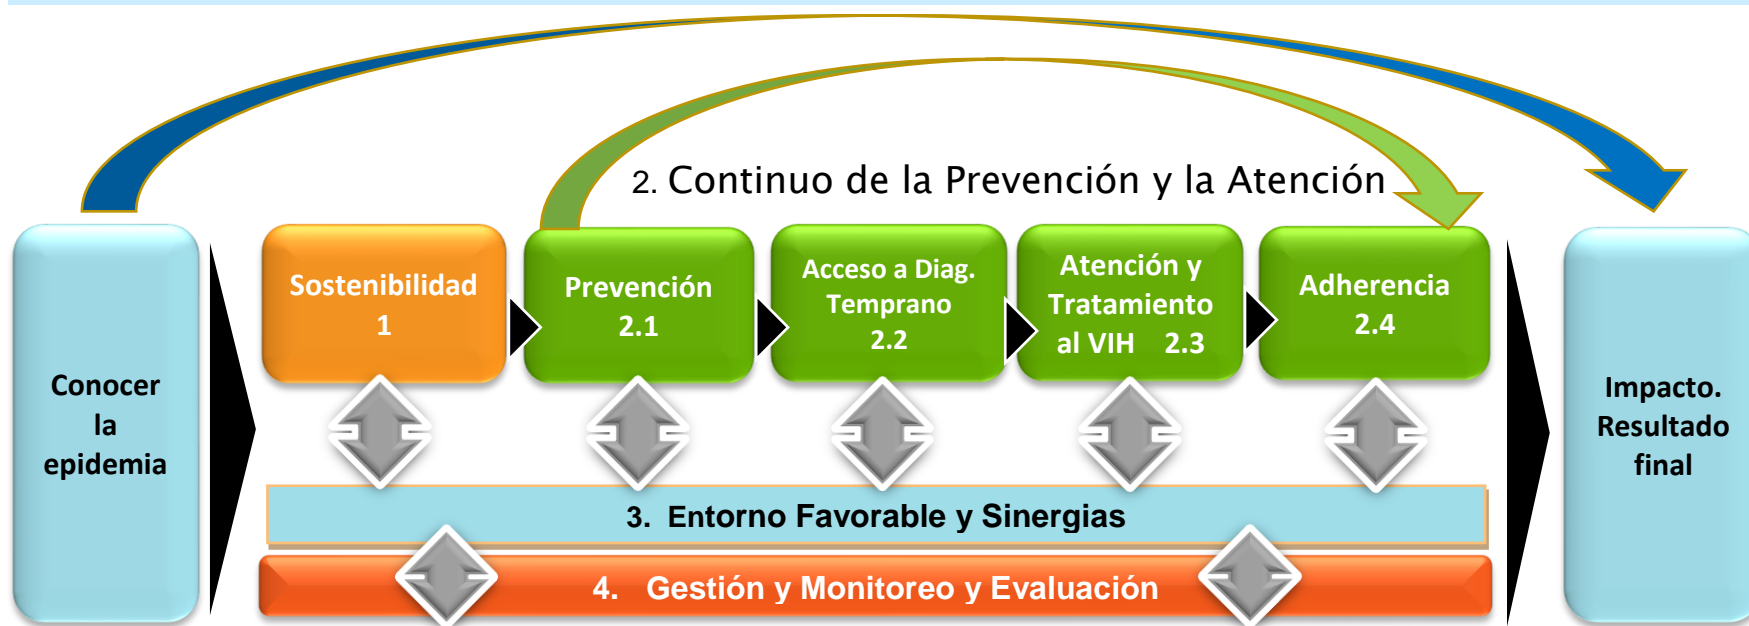 2. Continuo de la Prevención y la Atención
Conocer
la
epidemia
Sostenibilidad
1
Prevención
2.1
Acceso a Diag.
Temprano
2.2
Atención y
Tratamiento
al VIH 2.3
Adherencia
2.4
Impacto.
Resultado
final
3. Entorno Favorable y Sinergias
4. Gestión y Monitoreo y Evaluación